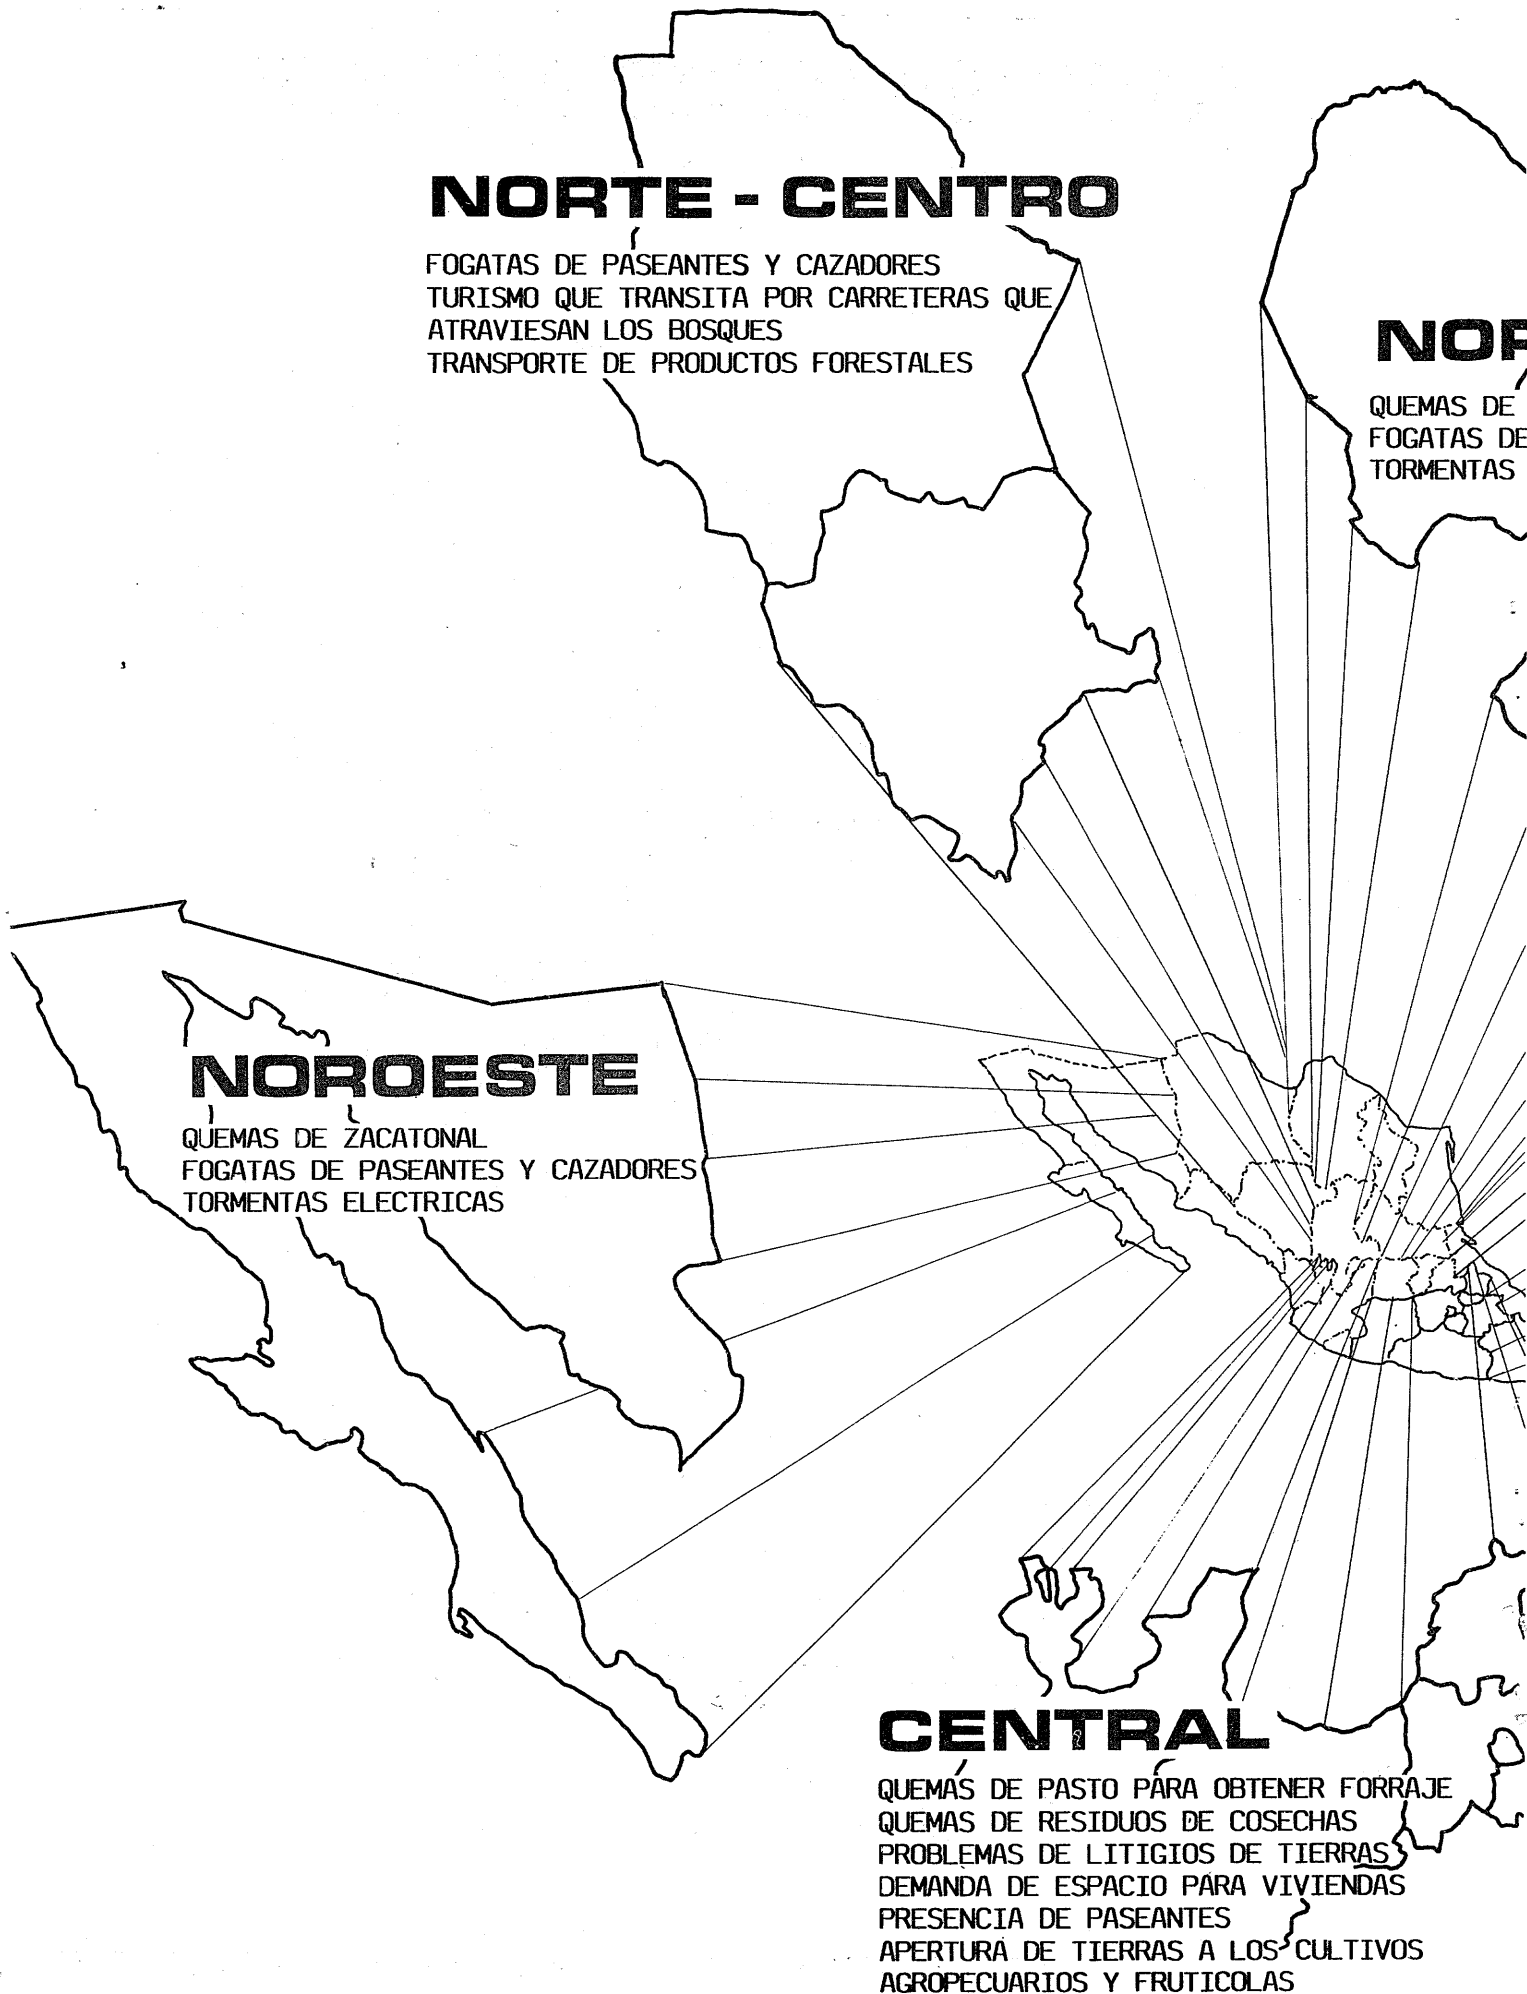 NORTE - CENTRO
FOGATAS DE PASEANTES Y CAZADORES
TURISMO QUE TRANSITA POR CARRETERAS QUE
ATRAVIESAN LOS BOSQUES
TRANSPORTE DE PRODUCTOS FORESTALES
NOR
QUEMAS DE
FOGATAS DE
TORMENTAS
NOROESTE
QUEMAS DE ZACATONAL
FOGATAS DE PASEANTES Y CAZADORES
TORMENTAS ELECTRICAS
CENTRAL
QUEMAS DE PASTO PARA OBTENER FORRAJE
QUEMAS DE RESIDUOS DE COSECHAS
PROBLEMAS DE LITIGIOS DE TIERRAS
DEMANDA DE ESPACIO PARA VIVIENDAS
PRESENCIA DE PASEANTES
APERTURA DE TIERRAS A LOS CULTIVOS
AGROPECUARIOS Y FRUTICOLAS